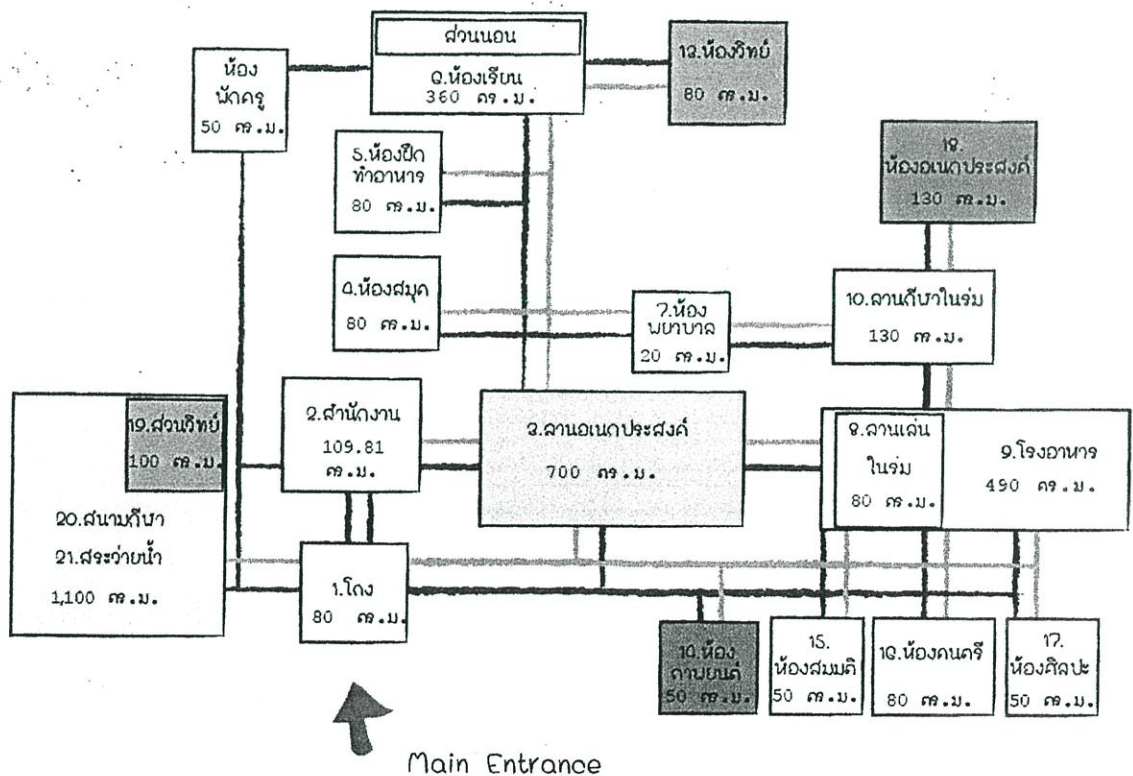 ส่วนนอน
6.ห้องเรียน
360 ตร.ม.
ห้อง
พักครู
50 ตร.ม.
12.ห้องวิทย์
80 ตร.ม.
5.ห้องฝึก
ทำอาหาร
80 ตร.ม.
18.
ห้องอเนกประสงค์
130 ตร.ม.
4.ห้องสมุด
80 ตร.ม.
7.ห้อง
พยาบาล
20 ตร.ม.
10.ลานกีฬาในร่ม
130 ตร.ม.
19.สวนวิทย์
100 ตร.ม.
20.สนามกีฬา
21.สระว่ายน้ำ
1,100 ตร.ม.
2.สำนักงาน
109.81
ตร.ม.
3.ลานอเนกประสงค์
700 ตร.ม.
8.ลานเล่น
ในร่ม
80 ตร.ม.
9.โรงอาหาร
490 ตร.ม.
1.โถง
80 ตร.ม.
14.ห้อง
ภาพยนต์
50 ตร.ม.
15.
ห้องสมมติ
50 ตร.ม.
16.ห้องดนตรี
80 ตร.ม.
17.
ห้องศิลปะ
50 ตร.ม.
Main Entrance